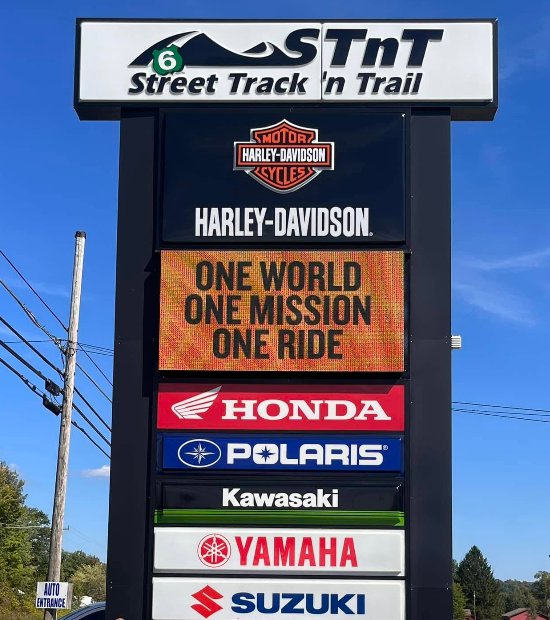 STnT
6
Street Track 'n Trail
MOTOR
HARLEY-DAVIDSON
CYCLES
HARLEY-DAVIDSON.
ONE WORLD
ONE MISSION
ONE RIDE
HONDA
POLARIS®
Kawasaki
YAMAHA
SUZUKI
AUTO
ENTRANCE